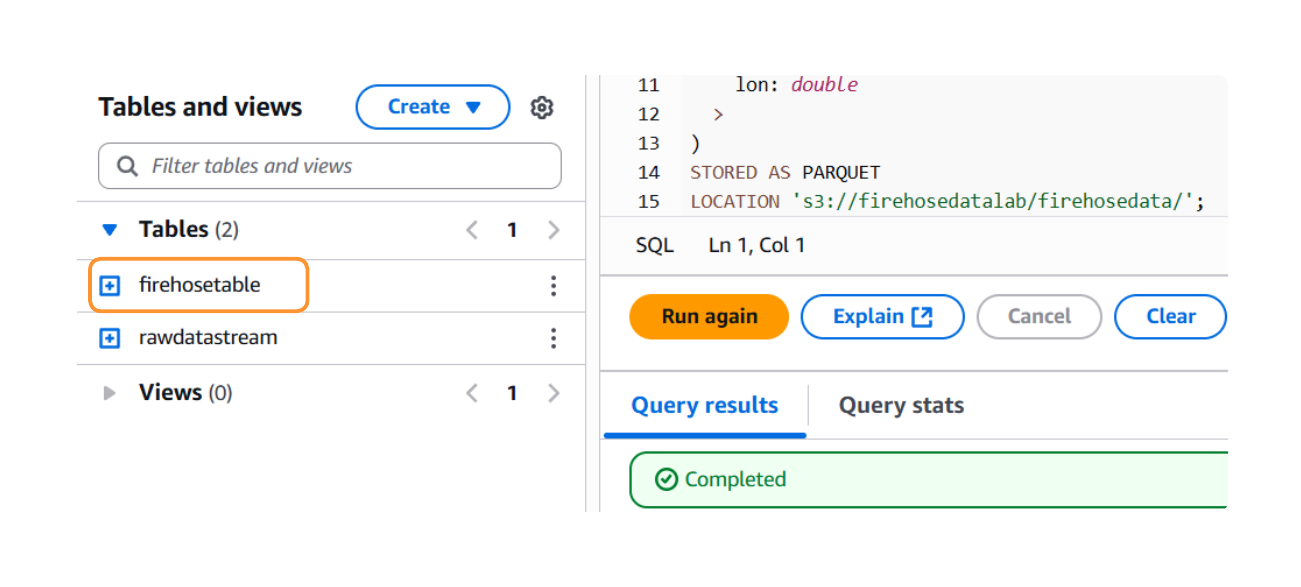 Tables and views
Create
Filter tables and views
Tables (2)
1
firehosetable
rawdatastream
Views (0)
1
11 lon: double
12 >
13 )
14 STORED AS PARQUET
15 LOCATION 's3://firehosedatalab/firehosedata/';
SQL Ln 1, Col 1
Run again
Explain
Cancel
Clear
Query results
Query stats
Completed